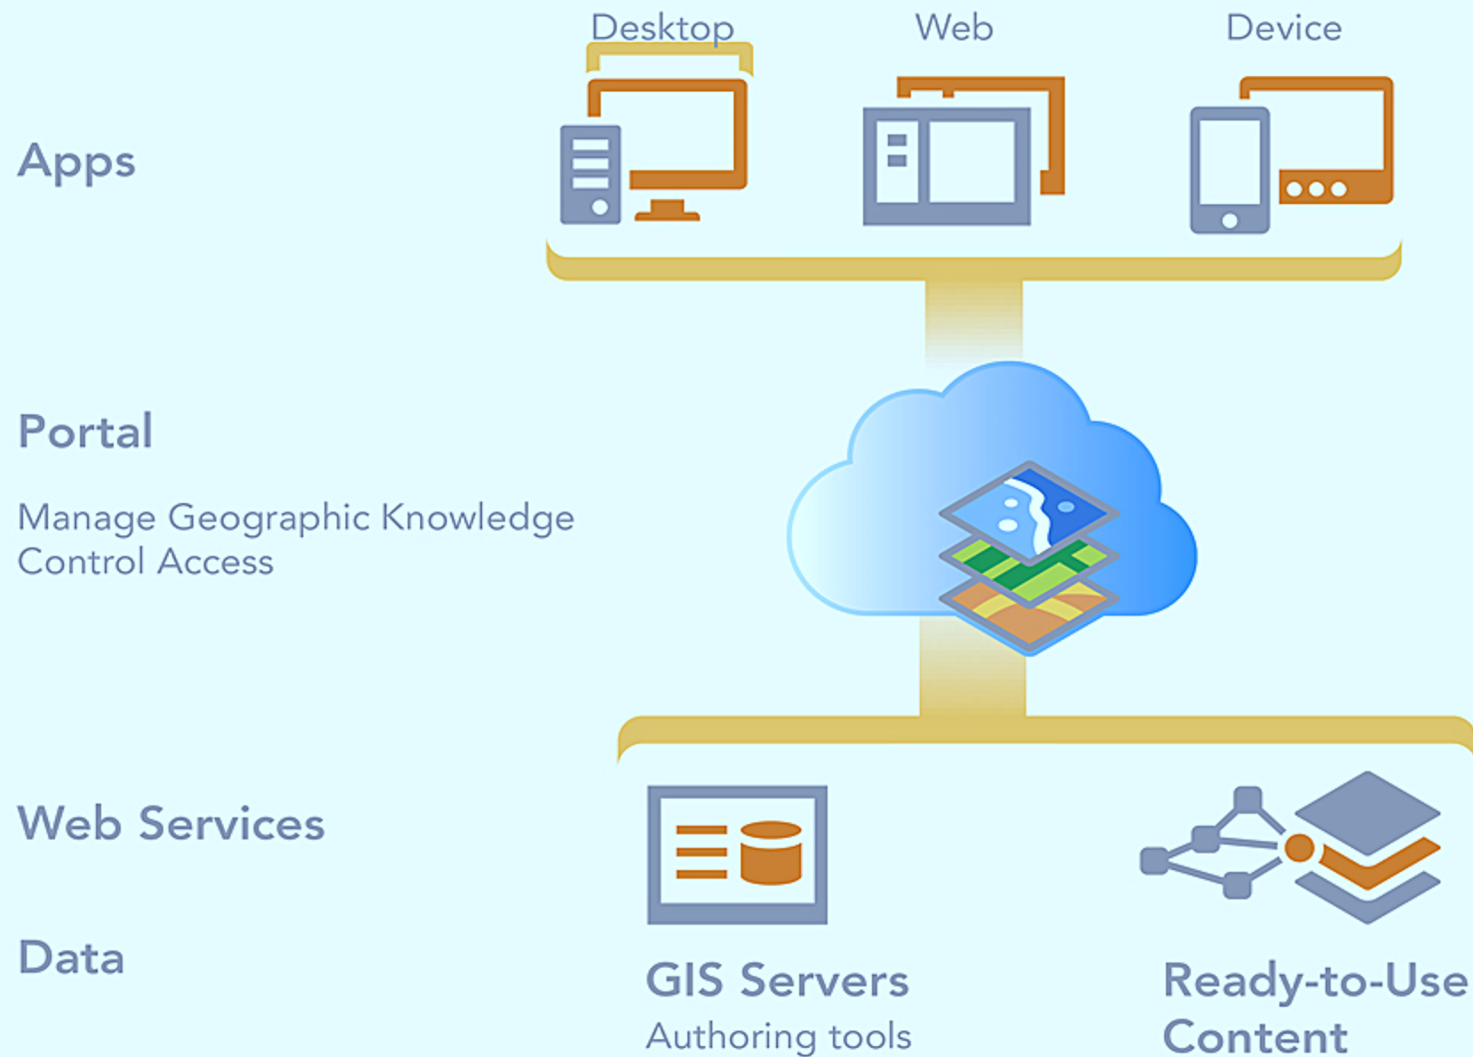 Desktop
Web
Device
Apps
Portal
Manage Geographic Knowledge
Control Access
Web Services
Data
GIS Servers
Authoring tools
Ready-to-Use
Content